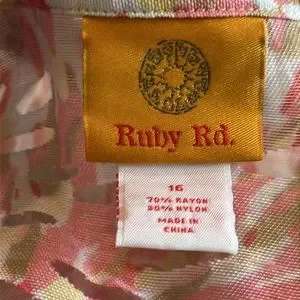 Ruby Rd.
16
70% RAYON
30% NYLON
MADE IN
CHINA